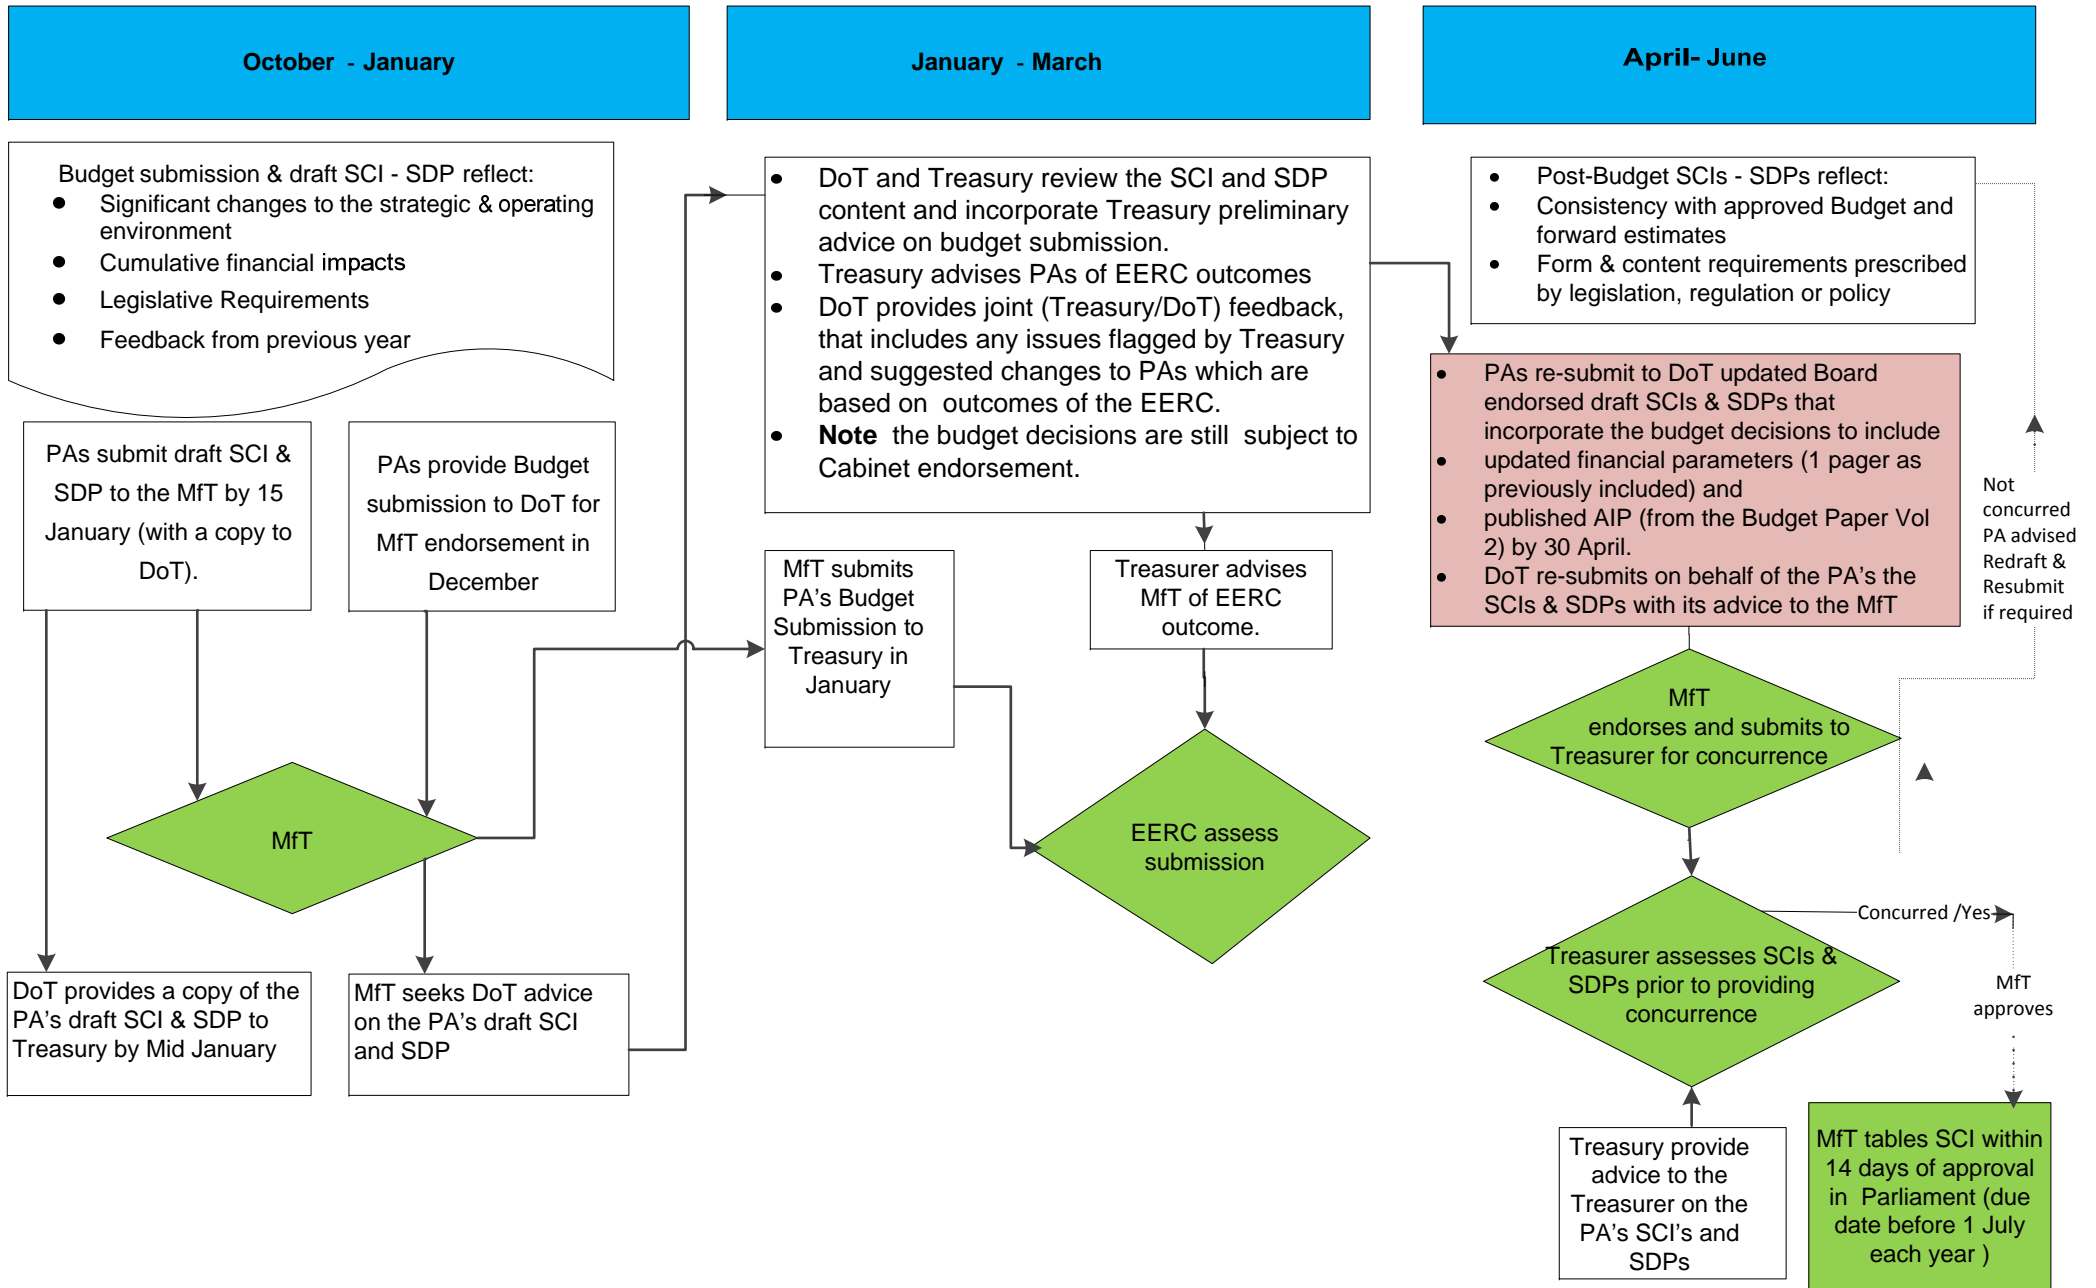 October - January
January - March
April- June
Budget submission & draft SCI - SDP reflect:
● Significant changes to the strategic & operating
environment
● Cumulative financial impacts
● Legislative Requirements
● Feedback from previous year
PAs submit draft SCI &
SDP to the MfT by 15
January (with a copy to
DoT).
PAs provide Budget
submission to DoT for
MfT endorsement in
December
MfT
DoT provides a copy of the
PA’s draft SCI & SDP to
Treasury by Mid January
MfT seeks DoT advice
on the PA’s draft SCI
and SDP
● DoT and Treasury review the SCI and SDP
content and incorporate Treasury preliminary
advice on budget submission.
● Treasury advises PAs of EERC outcomes
● DoT provides joint (Treasury/DoT) feedback,
that includes any issues flagged by Treasury
and suggested changes to PAs which are
based on outcomes of the EERC.
● Note the budget decisions are still subject to
Cabinet endorsement.
MfT submits
PA’s Budget
Submission to
Treasury in
January
Treasurer advises
MfT of EERC
outcome.
EERC assess
submission
● Post-Budget SCIs - SDPs reflect:
● Consistency with approved Budget and
forward estimates
● Form & content requirements prescribed
by legislation, regulation or policy
● PAs re-submit to DoT updated Board
endorsed draft SCIs & SDPs that
incorporate the budget decisions to include
● updated financial parameters (1 pager as
previously included) and
● published AIP (from the Budget Paper Vol
2) by 30 April.
● DoT re-submits on behalf of the PA’s the
SCIs & SDPs with its advice to the MfT
Not
concurred
PA advised
Redraft &
Resubmit
if required
MfT
endorses and submits to
Treasurer for concurrence
Concurred /Yes
Treasurer assesses SCIs &
SDPs prior to providing
concurrence
MfT
approves
Treasury provide
advice to the
Treasurer on the
PA’s SCI’s and
SDPs
MfT tables SCI within
14 days of approval
in Parliament (due
date before 1 July
each year )